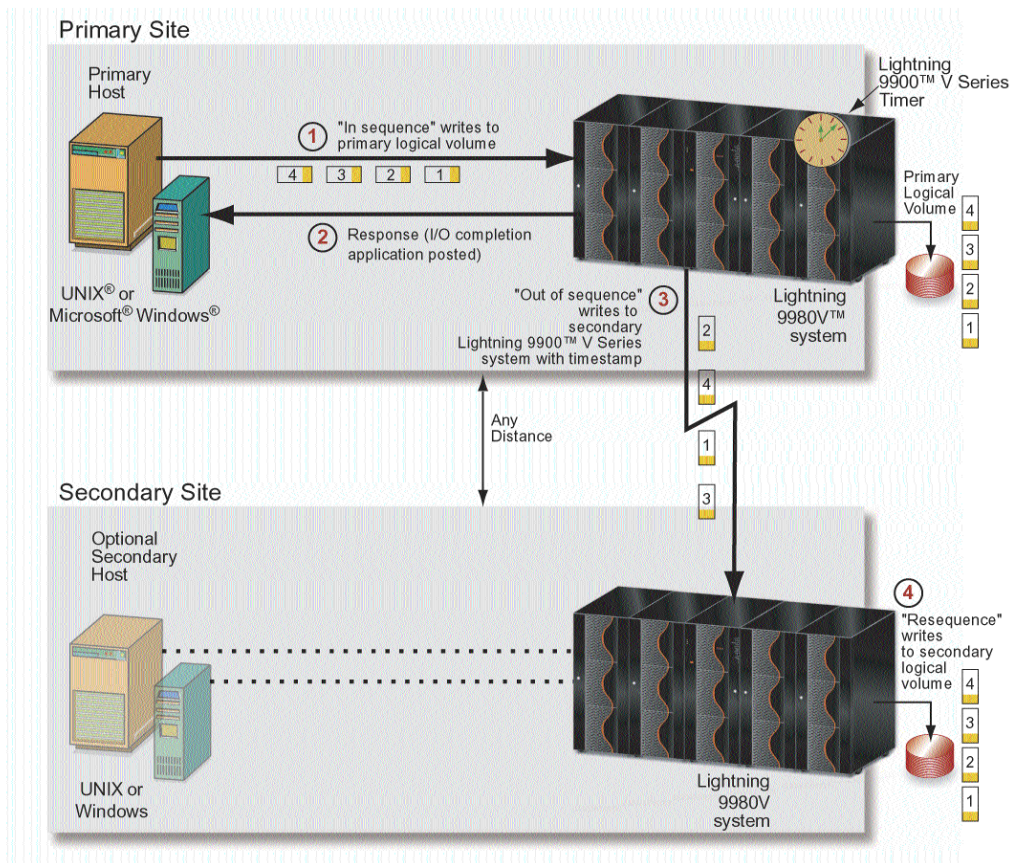 Primary Site
Primary
Host
1
"In sequence" writes to
primary logical volume
4 3 2 1
2
Response (I/O completion
application posted)
UNIX® or
Microsoft® Windows®
Lightning
9900™ V Series
Timer
Primary
Logical
Volume
4
3
2
1
Lightning
9980V™
system
"Out of sequence"
writes to
secondary
Lightning 9900™ V Series
system with timestamp
3
2
4
1
3
Any
Distance
Secondary Site
Optional
Secondary
Host
UNIX or
Windows
Lightning
9980V
system
4
"Resequence"
writes
to secondary
logical
volume
4
3
2
1